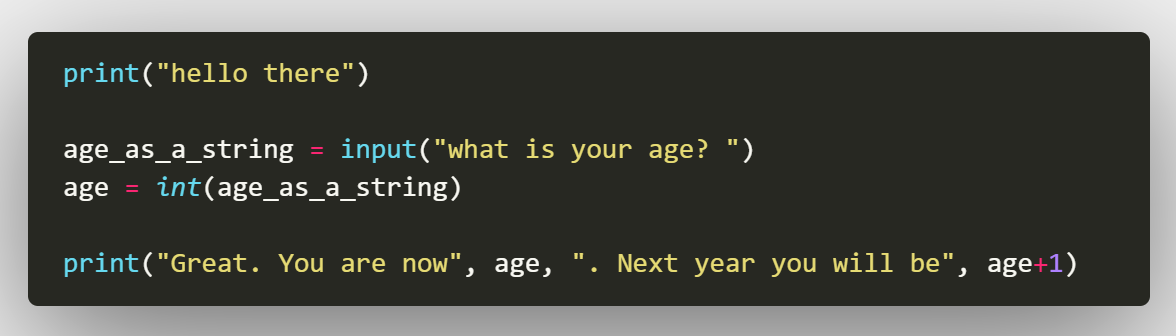 print("hello there")
age_as_a_string = input("what is your age? ")
age = int(age_as_a_string)
print("Great. You are now", age, ". Next year you will be", age+1)